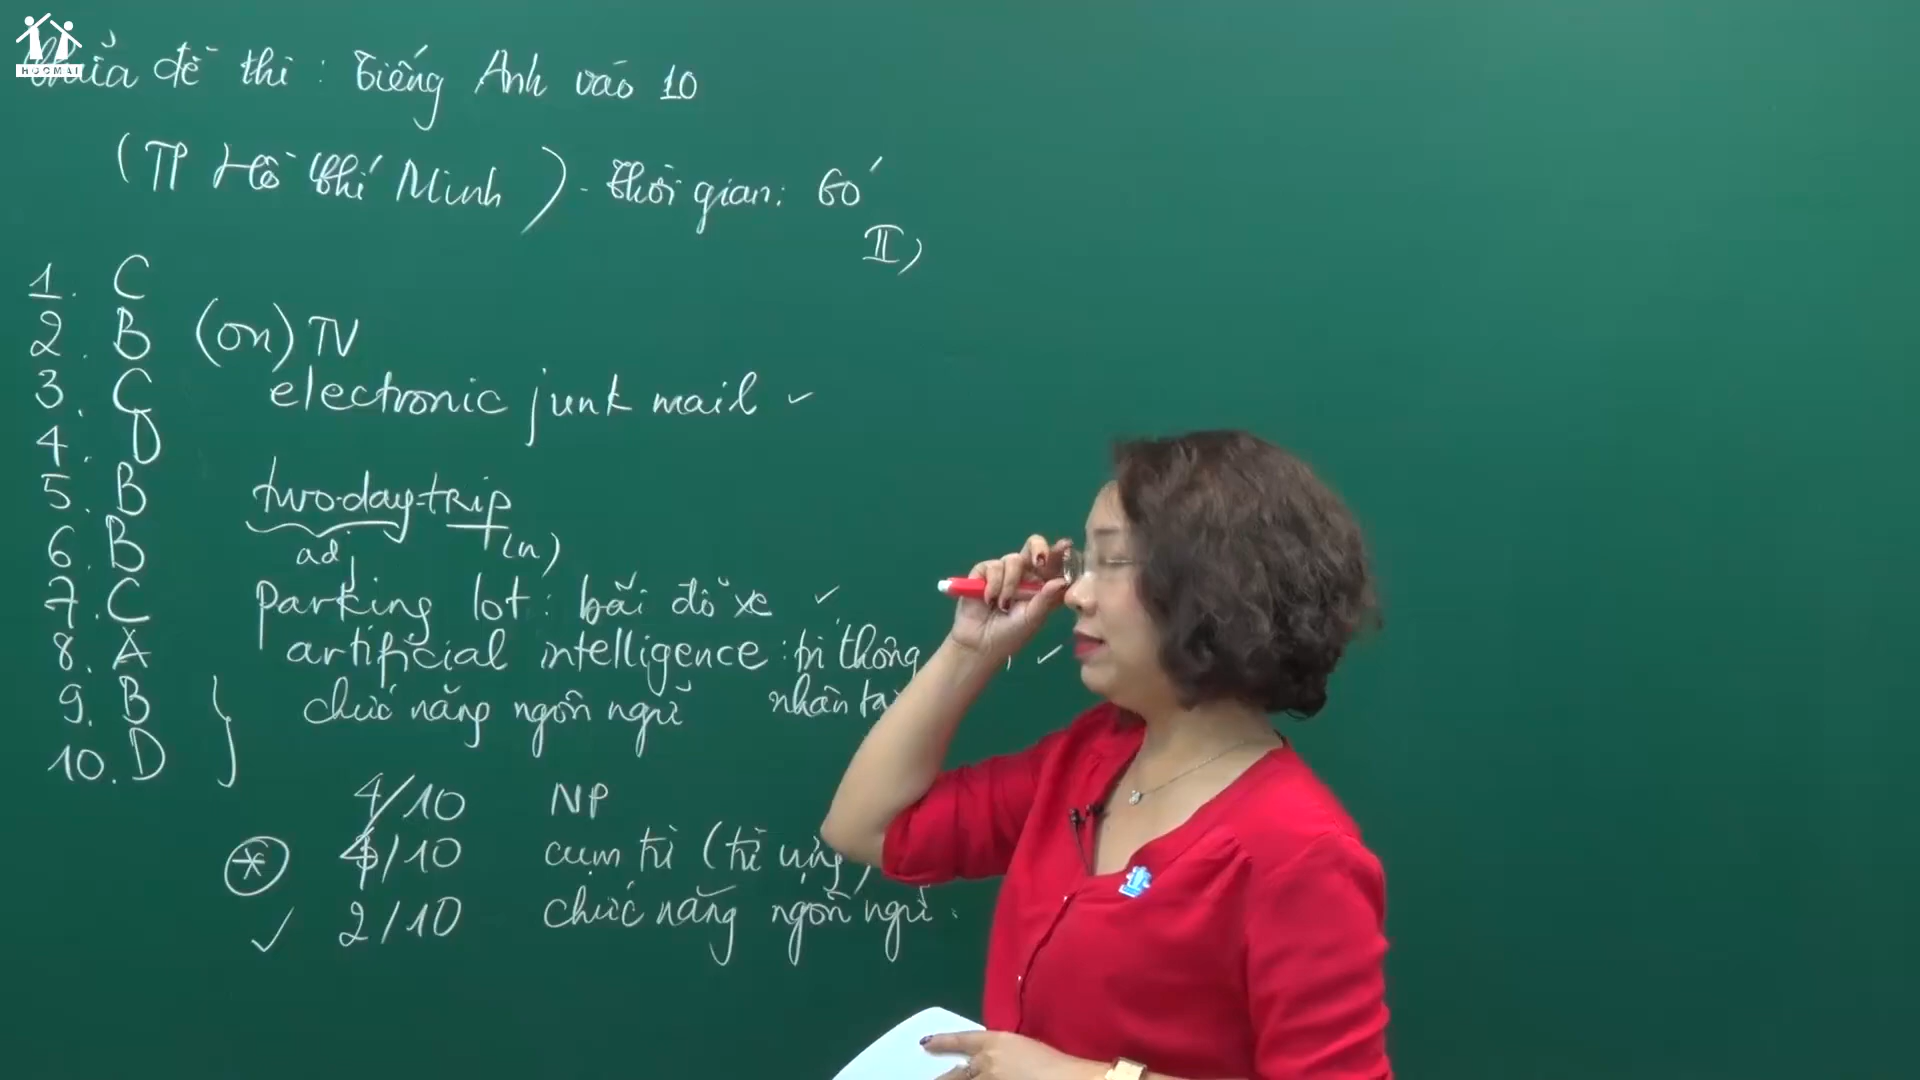 HOCMAI
Chữa đề thi : Tiếng Anh vào 10
(TP Hồ Chí Minh) - Thời gian: 60'
II)
1. C
2. B (on) TV
3. C electronic junk mail ✓
4. D
5. B two-day-trip
adj (n)
6. B
7. C parking lot : bãi đỗ xe ✓
8. A artificial intelligence : trí thông ✓
nhân
9. B chức năng ngôn ngữ
10. D
4/10 NP
* 4/10 cụm từ (từ vựng)
✓ 2/10 chức năng ngôn ngữ